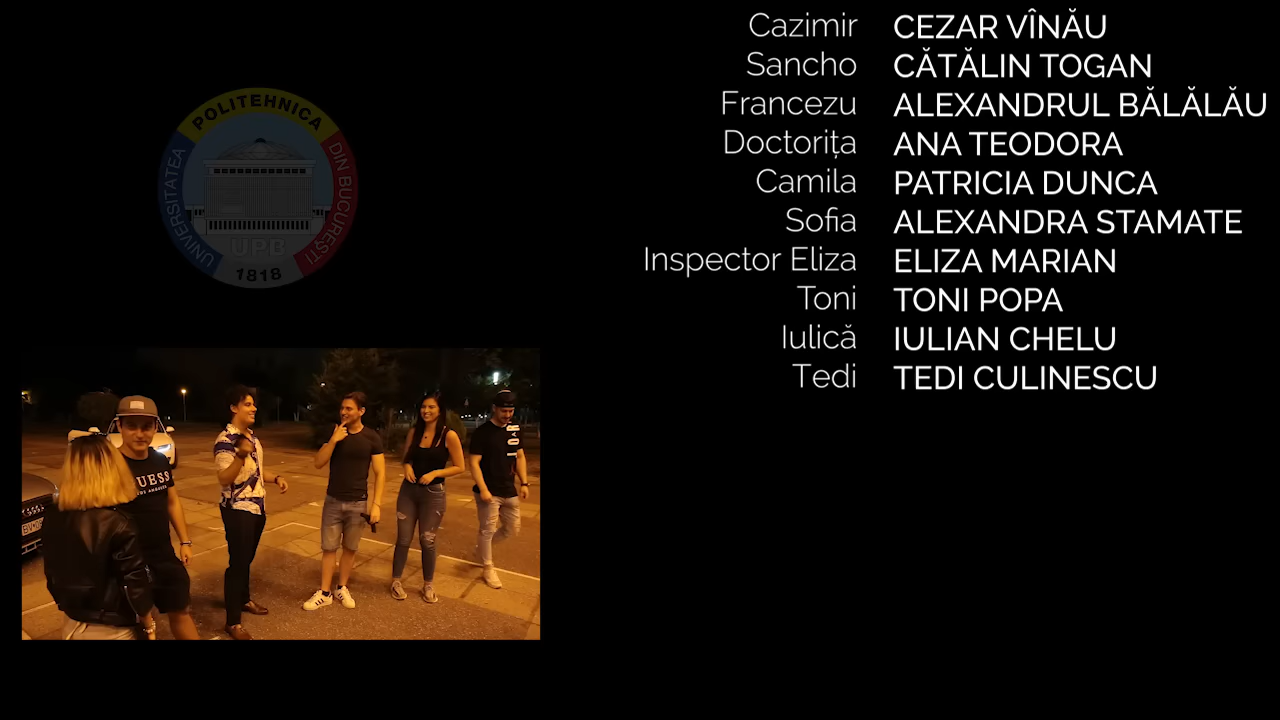 Cazimir CEZAR VÎNĂU
Sancho CĂTĂLIN TOGAN
Francezu ALEXANDRUL BĂLĂLĂU
Doctorița ANA TEODORA
Camila PATRICIA DUNCA
Sofia ALEXANDRA STAMATE
Inspector Eliza ELIZA MARIAN
Toni TONI POPA
Iulică IULIAN CHELU
Tedi TEDI CULINESCU
UNIVERSITATEA POLITEHNICA DIN BUCUREȘTI
UPB
1818
UESS